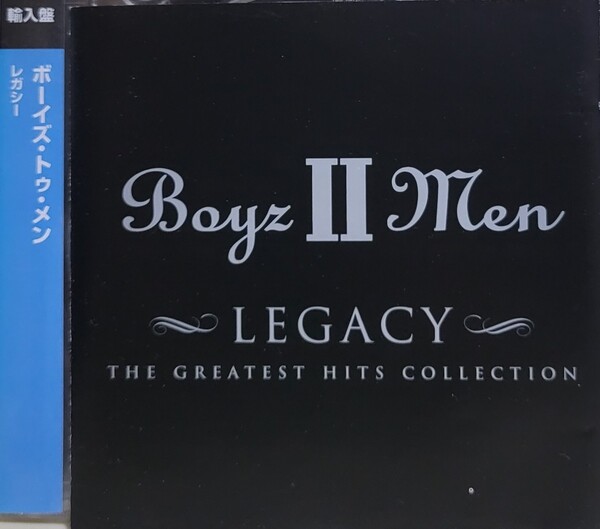 輸入盤
ボーイズ・トゥ・メン
レガシー
Boyz II Men
LEGACY
THE GREATEST HITS COLLECTION